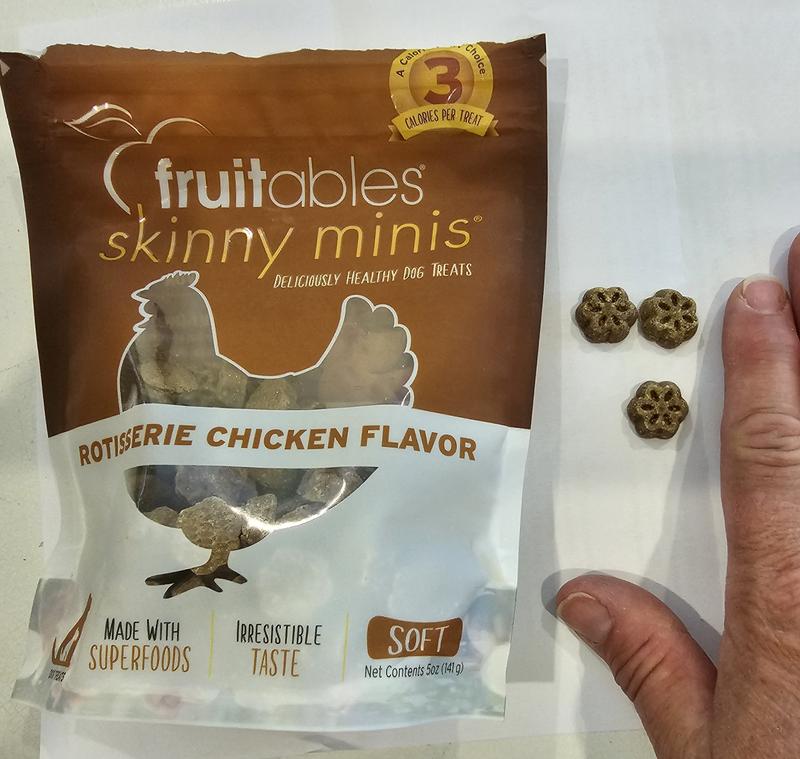 A Calorie Choice
3
CALORIES PER TREAT
fruitables®
skinny minis®
DELICIOUSLY HEALTHY DOG TREATS
ROTISSERIE CHICKEN FLAVOR
MADE WITH
SUPERFOODS
IRRESISTIBLE
TASTE
SOFT
Net Contents 5oz (141g)